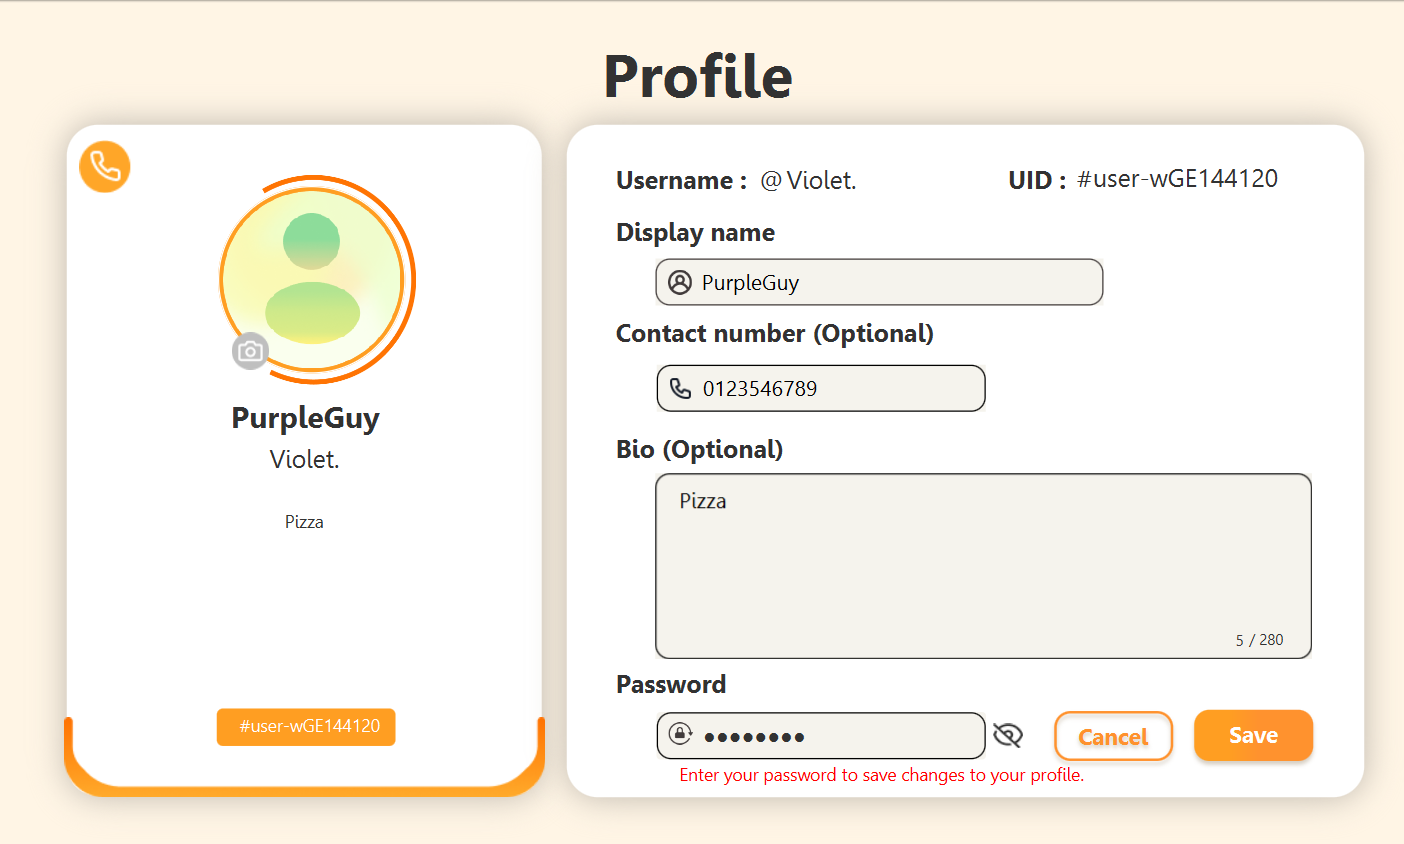 Profile
PurpleGuy
Violet.
Pizza
#user-wGE144120
Username : @ Violet.
UID : #user-wGE144120
Display name
PurpleGuy
Contact number (Optional)
0123546789
Bio (Optional)
Pizza
5 / 280
Password
●●●●●●●●
Cancel
Save
Enter your password to save changes to your profile.